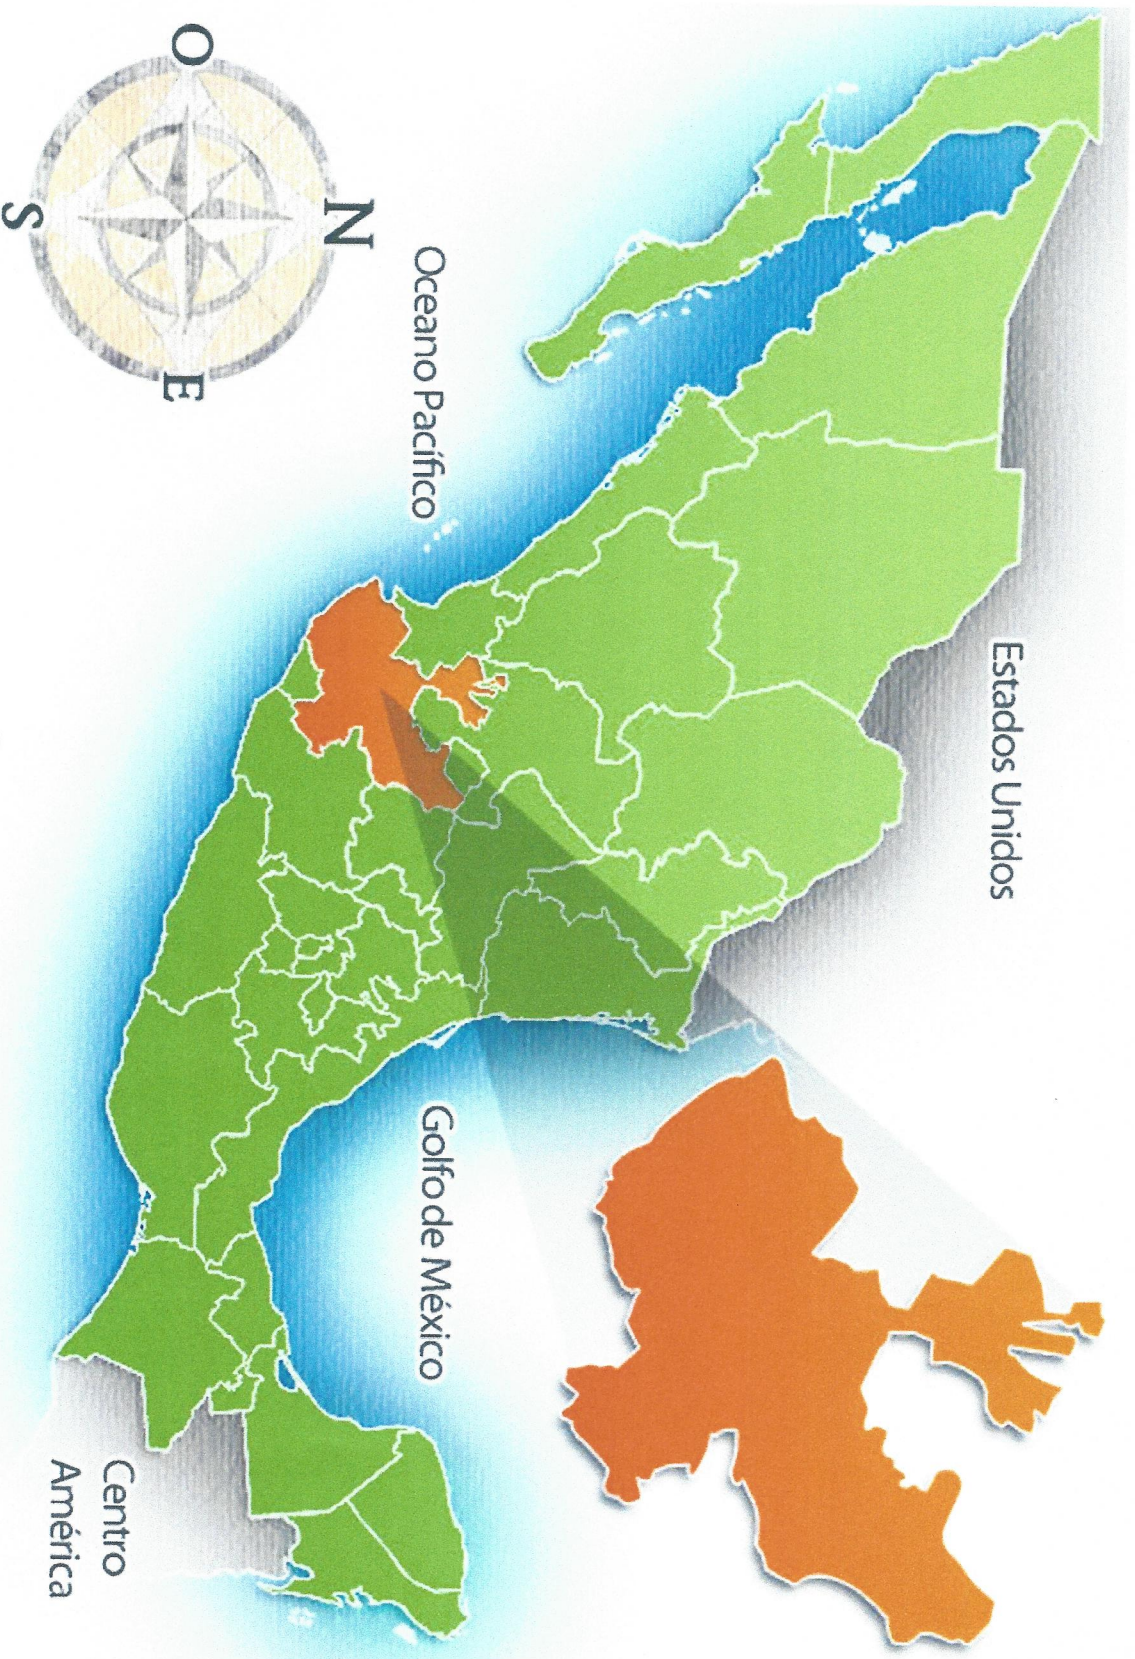 Estados Unidos
Oceano Pacífico
Golfo de México
Centro
América
N
O
E
S